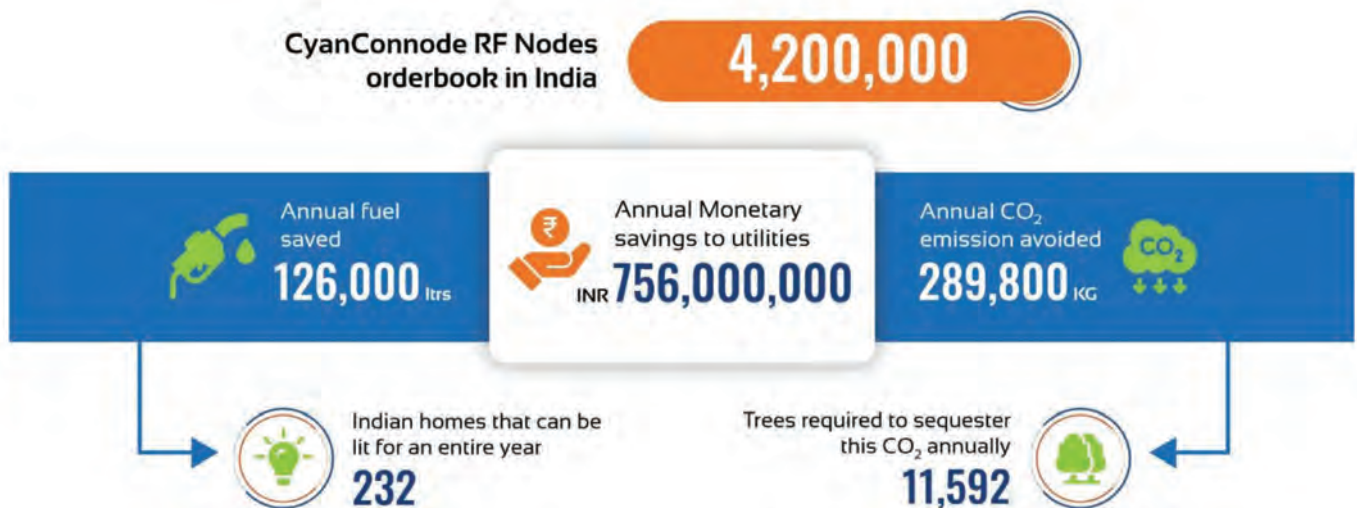 CyanConnode RF Nodes
orderbook in India
4,200,000
Annual fuel
saved
126,000 ltrs
₹
Annual Monetary
savings to utilities
INR 756,000,000
Annual CO₂
emission avoided
289,800 KG
CO₂
Indian homes that can be
lit for an entire year
232
Trees required to sequester
this CO₂ annually
11,592